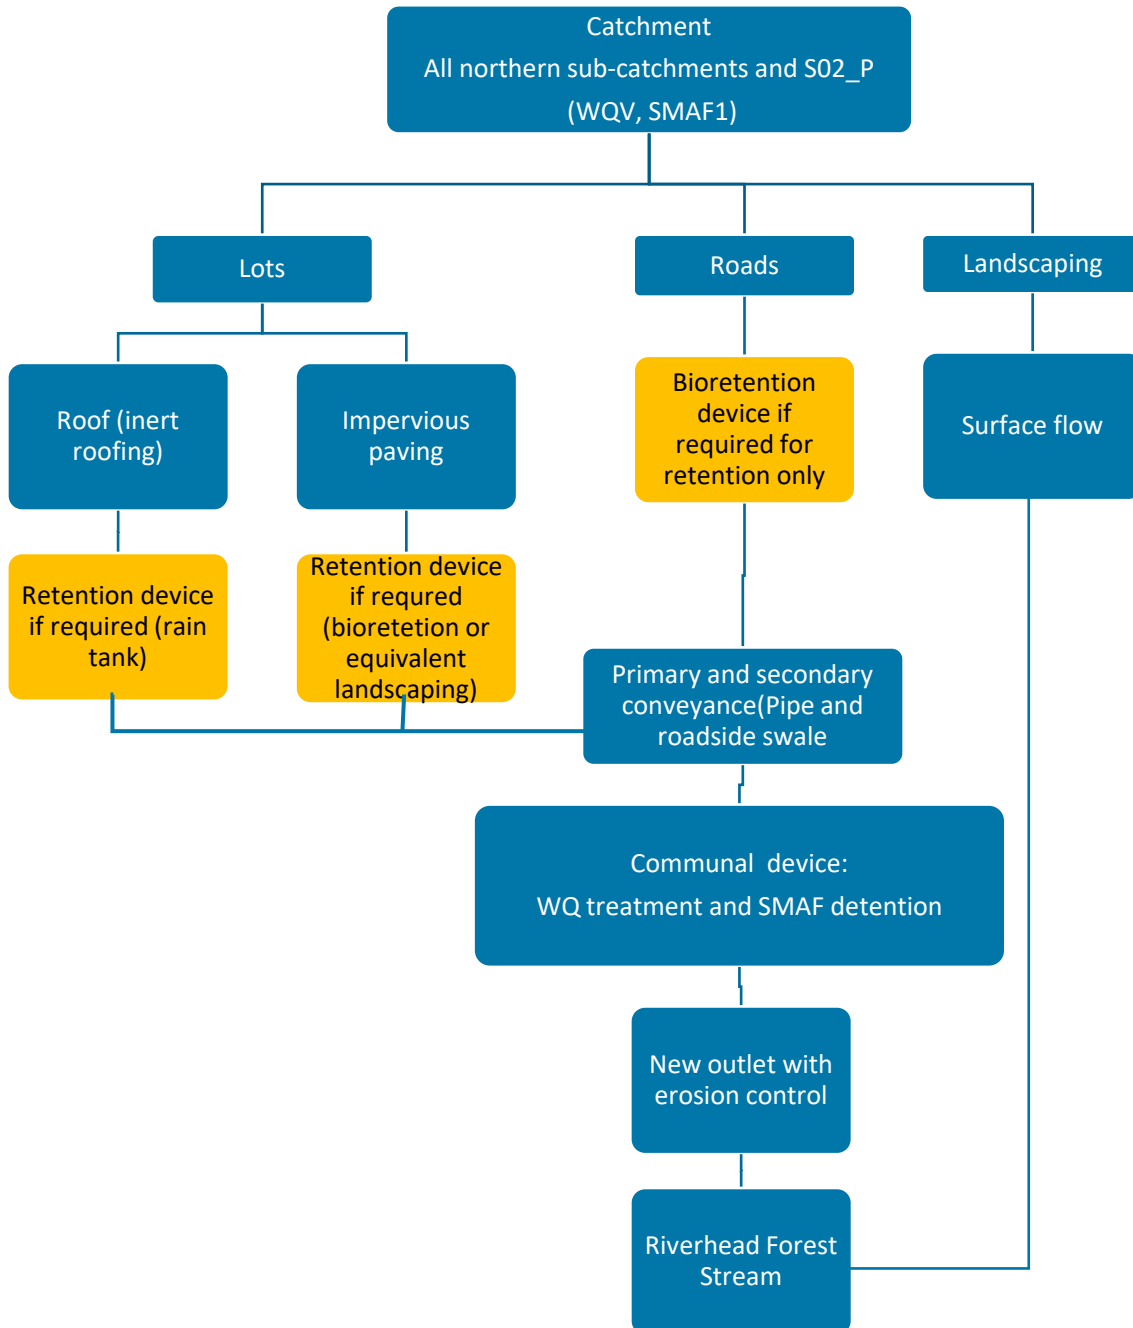 Catchment
All northern sub-catchments and S02_P
(WQV, SMAF1)
Lots
Roads
Landscaping
Roof (inert
roofing)
Impervious
paving
Bioretention
device if
required for
retention only
Surface flow
Retention device
if required (rain
tank)
Retention device
if requred
(bioretetion or
equivalent
landscaping)
Primary and secondary
conveyance(Pipe and
roadside swale
Communal  device:
WQ treatment and SMAF detention
New outlet with
erosion control
Riverhead Forest
Stream